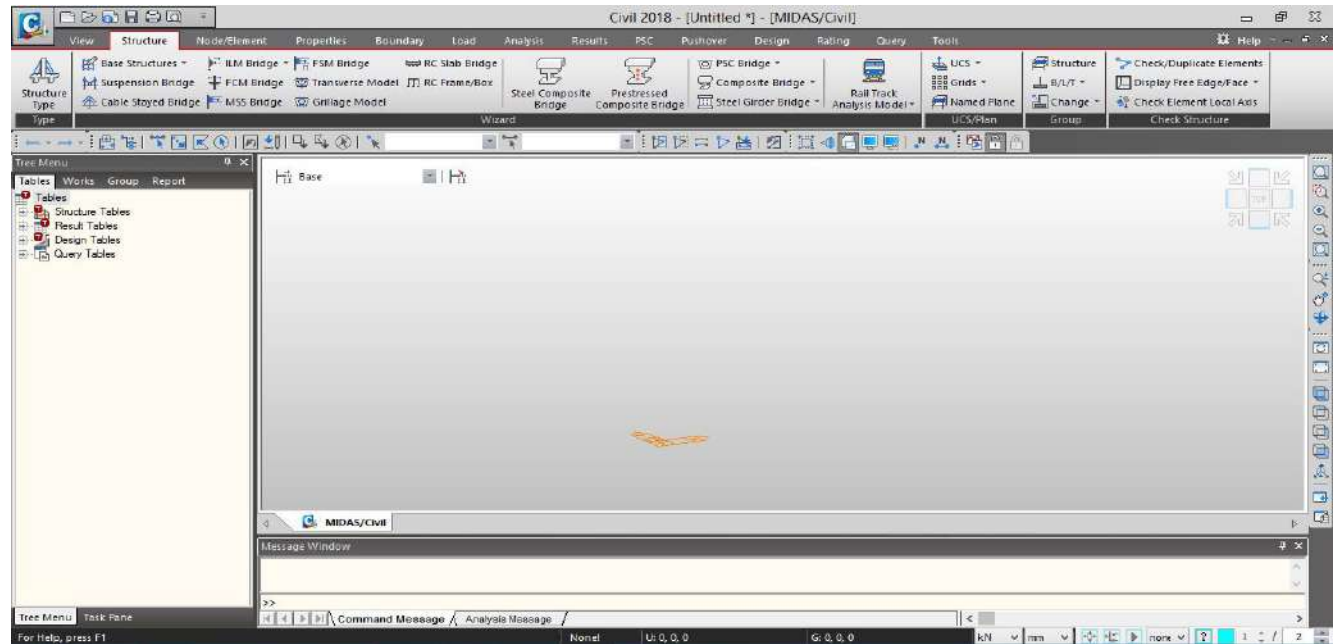 Civil 2018 - [Untitled *] - [MIDAS/Civil]
View Structure Node/Element Properties Boundary Load Analysis Results PSC Pushover Design Rating Query Tools Help
Base Structures ILM Bridge FSM Bridge RC Slab Bridge PSC Bridge UCS Structure Check/Duplicate Elements
Suspension Bridge FCM Bridge Transverse Model RC Frame/Box Composite Bridge Grids B/L/T Display Free Edge/Face
Cable Stayed Bridge MSS Bridge Grillage Model Steel Girder Bridge Named Plane Change Check Element Local Axis
Structure Type
Steel Composite Bridge
Prestressed Composite Bridge
Rail Track Analysis Model
Type Wizard UCS/Plan Group Check Structure
Tree Menu
Tables Works Group Report
Tables
Structure Tables
Result Tables
Design Tables
Query Tables
Base
TOP
MIDAS/Civil
Message Window
>>
Command Message Analysis Message
Tree Menu Task Pane
For Help, press F1 Nonel U: 0, 0, 0 G: 0, 0, 0 kN mm none ? 1 / 2